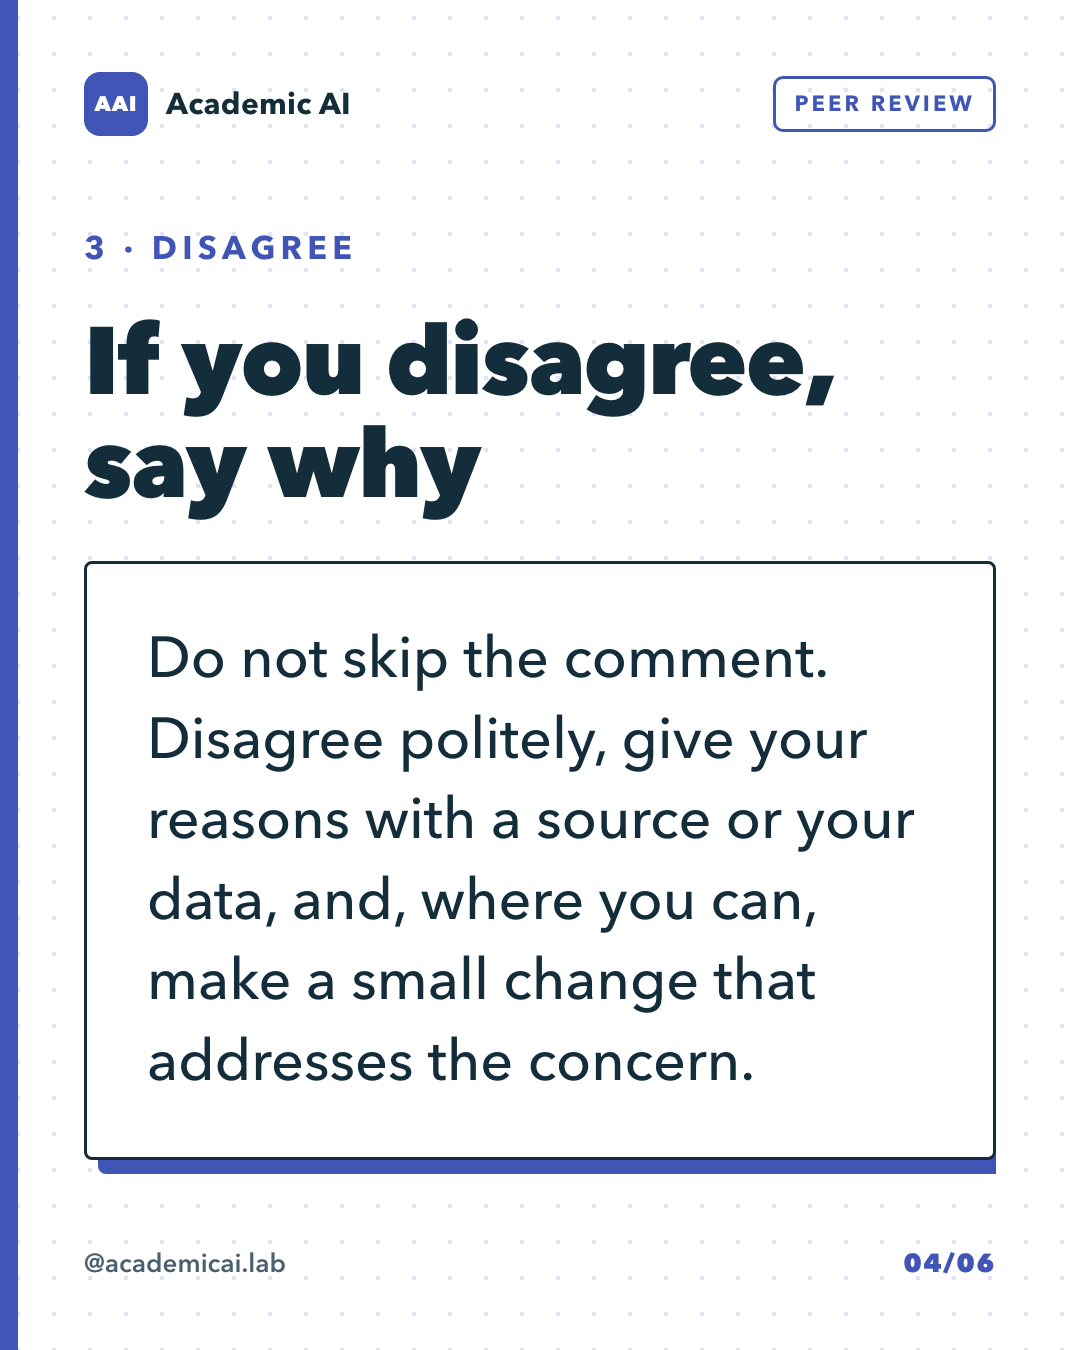 AAI Academic AI
PEER REVIEW
3 · DISAGREE
If you disagree,
say why
Do not skip the comment.
Disagree politely, give your
reasons with a source or your
data, and, where you can,
make a small change that
addresses the concern.
@academicai.lab
04/06